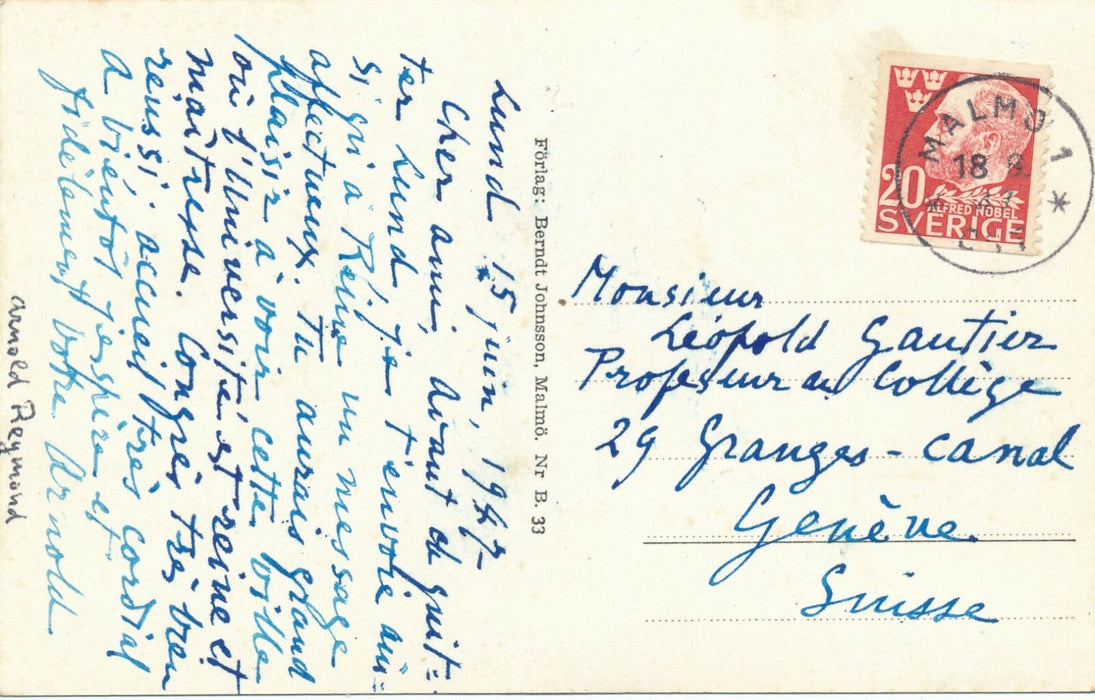 Lund 15 juin, 1947
Cher ami, avant de quit-
ter Lund je t'envoie ain-
si qu'à Reine un message
affectueux. Tu aurais grand
plaisir à voir cette ville
où l'Université est reine et
maîtresse. Congrès très bien
reussi accueil très cordial
A bientôt j'espère et
fidèlement votre Arnold
Arnold Reymond
Förlag: Berndt Johnsson, Malmö. Nr B. 33
MALMÖ 1
18 8.
20
ALFRED NOBEL
SVERIGE
Monsieur
Léopold Gautier
Professeur au Collège
29 Granges-canal
Genève
Suisse